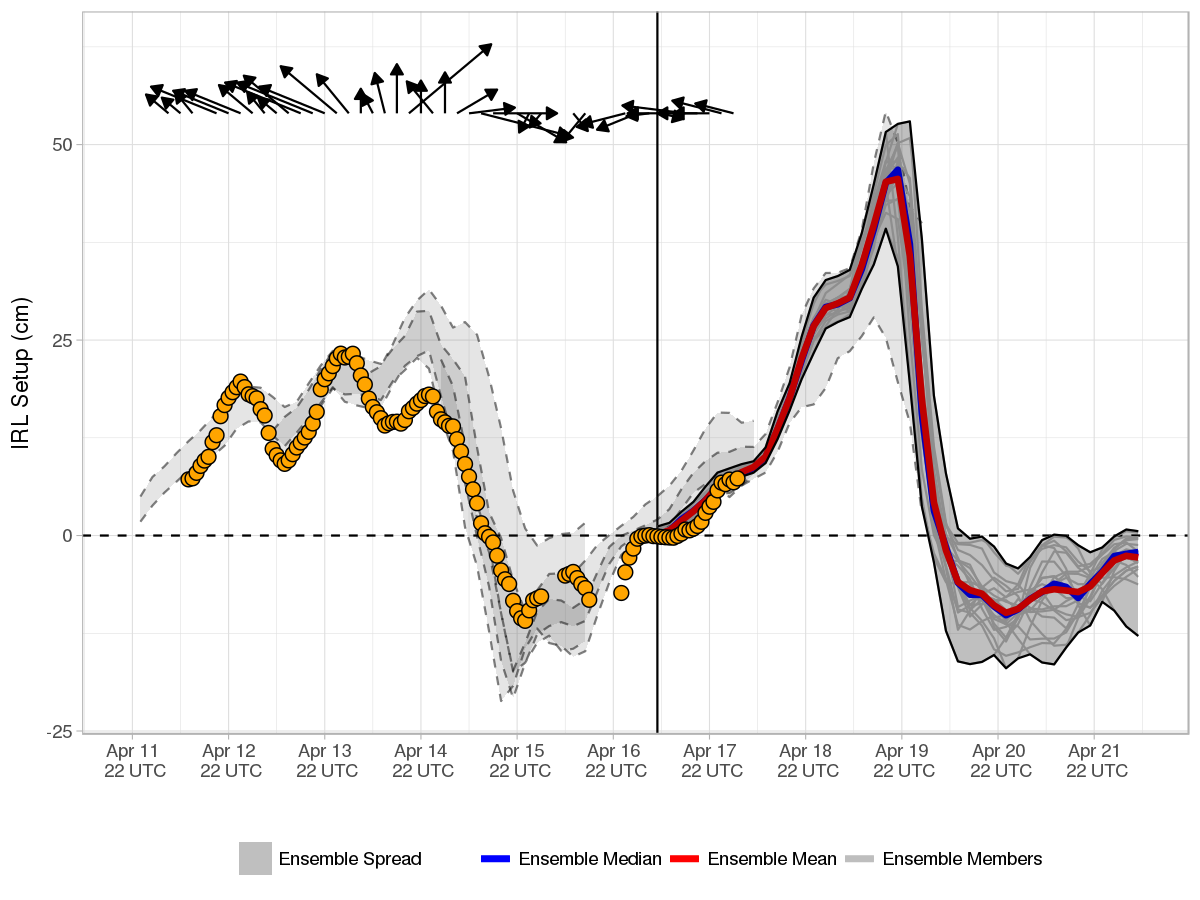 IRL Setup (cm)
50
25
0
-25
Apr 11 Apr 12 Apr 13 Apr 14 Apr 15 Apr 16 Apr 17 Apr 18 Apr 19 Apr 20 Apr 21
22 UTC 22 UTC 22 UTC 22 UTC 22 UTC 22 UTC 22 UTC 22 UTC 22 UTC 22 UTC 22 UTC
Ensemble Spread Ensemble Median Ensemble Mean Ensemble Members